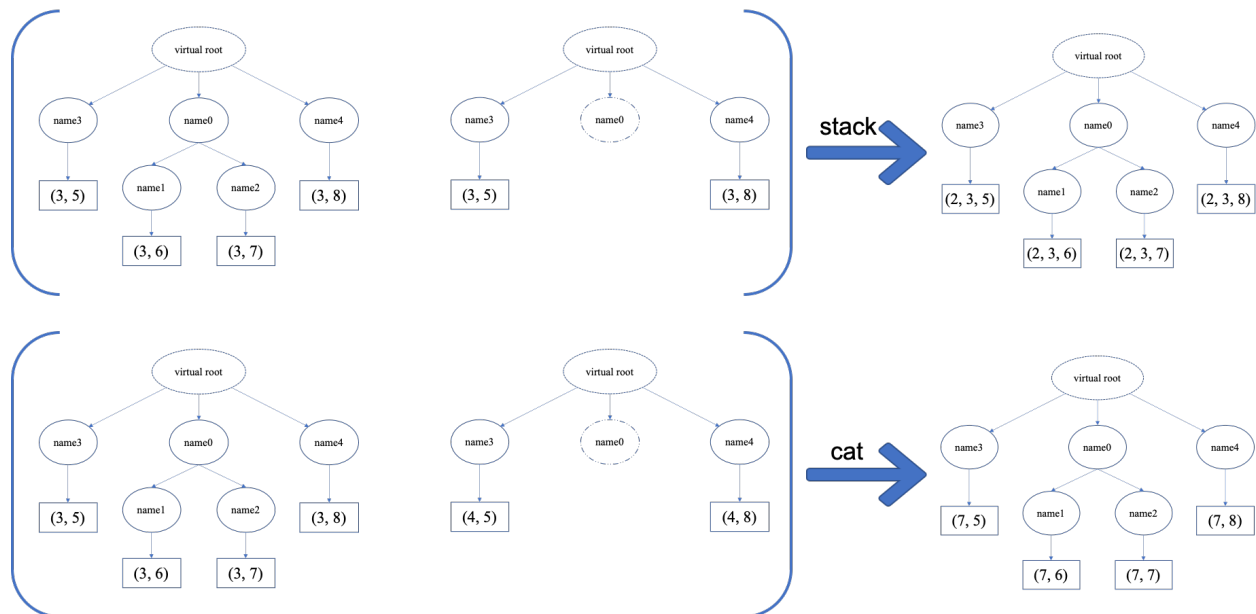 virtual root
virtual root
virtual root
name3
name0
name4
name3
name0
name4
stack
name3
name0
name4
(3, 5)
name1
name2
(3, 8)
(3, 5)
(3, 8)
(2, 3, 5)
name1
name2
(2, 3, 8)
(3, 6)
(3, 7)
(2, 3, 6)
(2, 3, 7)
virtual root
virtual root
virtual root
name3
name0
name4
name3
name0
name4
cat
name3
name0
name4
(3, 5)
name1
name2
(3, 8)
(4, 5)
(4, 8)
(7, 5)
name1
name2
(7, 8)
(3, 6)
(3, 7)
(7, 6)
(7, 7)